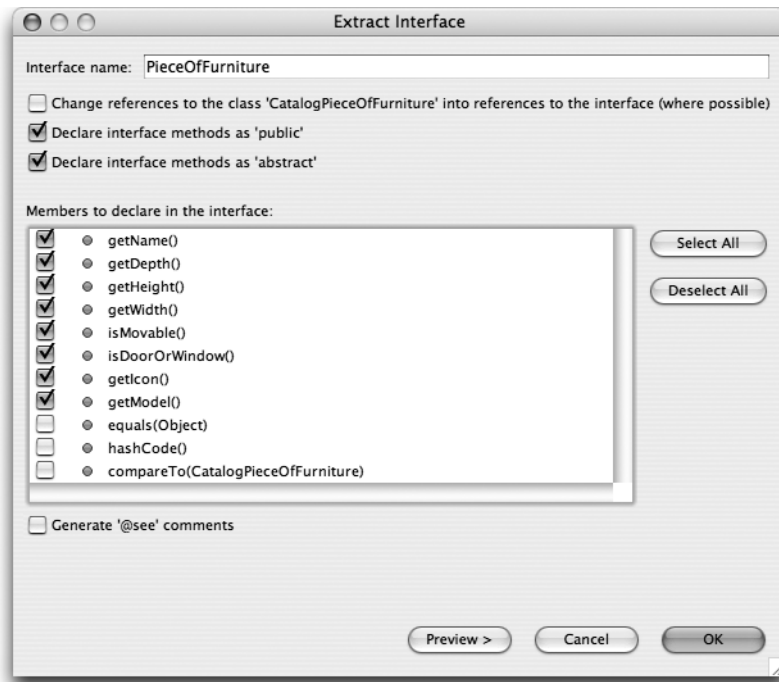 Extract Interface
Interface name: PieceOfFurniture
Change references to the class 'CatalogPieceOfFurniture' into references to the interface (where possible)
Declare interface methods as 'public'
Declare interface methods as 'abstract'
Members to declare in the interface:
getName()
getDepth()
getHeight()
getWidth()
isMovable()
isDoorOrWindow()
getIcon()
getModel()
equals(Object)
hashCode()
compareTo(CatalogPieceOfFurniture)
Select All
Deselect All
Generate '@see' comments
Preview > Cancel OK